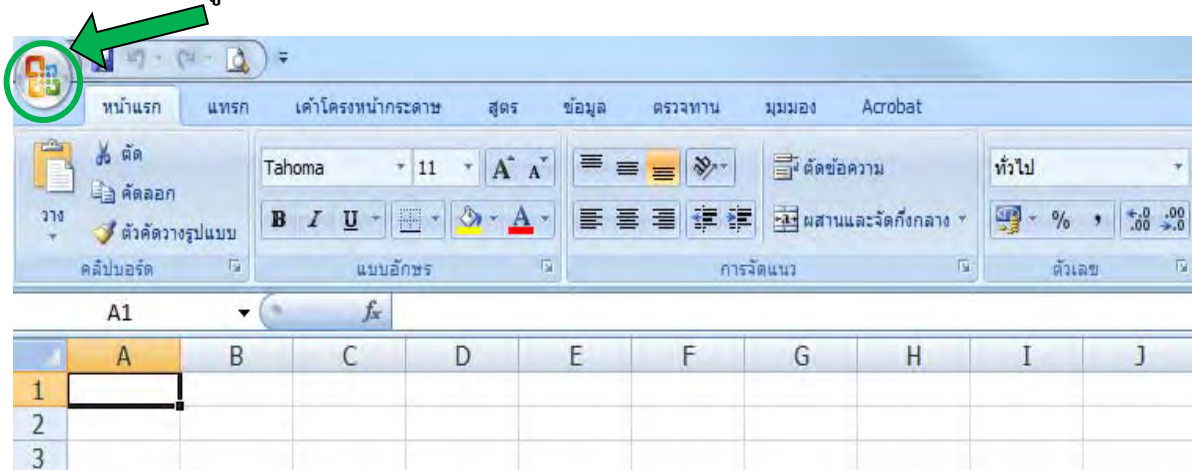 หน้าแรก แทรก เค้าโครงหน้ากระดาษ สูตร ข้อมูล ตรวจทาน มุมมอง Acrobat
วาง
ตัด
คัดลอก
ตัวคัดวางรูปแบบ
คลิปบอร์ด
Tahoma 11 A A
B I U A
แบบอักษร
ตัดข้อความ
ผสานและจัดกึ่งกลาง
การจัดแนว
ทั่วไป
% , .0 .00 .00 .0
ตัวเลข
A1 fx
A B C D E F G H I J
1
2
3